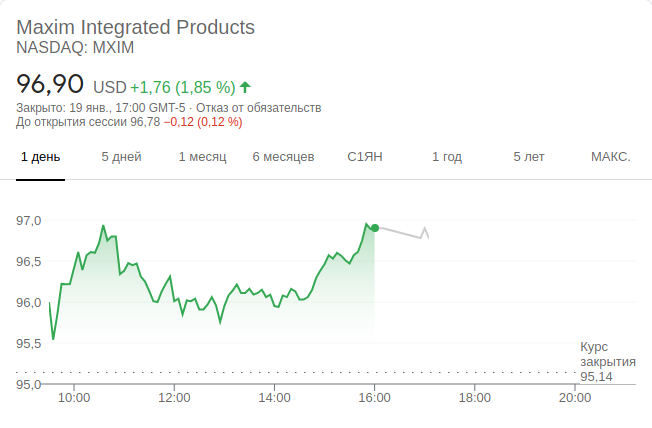 Maxim Integrated Products
NASDAQ: MXIM
96,90 USD +1,76 (1,85 %)
Закрыто: 19 янв., 17:00 GMT-5 · Отказ от обязательств
До открытия сессии 96,78 −0,12 (0,12 %)
1 день 5 дней 1 месяц 6 месяцев С1ЯН 1 год 5 лет МАКС.
97,0
96,5
96,0
95,5
Курс
закрытия
95,14
95,0
10:00 12:00 14:00 16:00 18:00 20:00